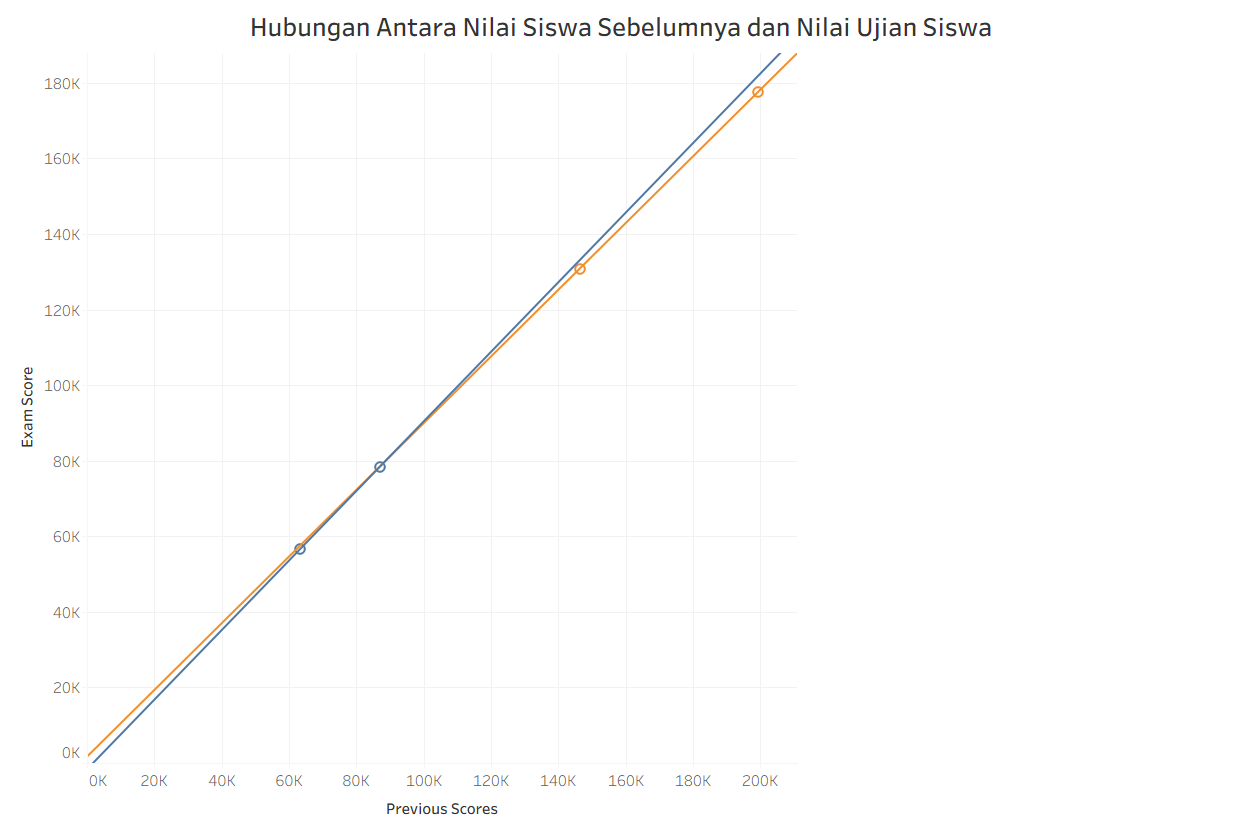 Hubungan Antara Nilai Siswa Sebelumnya dan Nilai Ujian Siswa
180K
160K
140K
120K
100K
80K
60K
40K
20K
0K
Exam Score
0K 20K 40K 60K 80K 100K 120K 140K 160K 180K 200K
Previous Scores